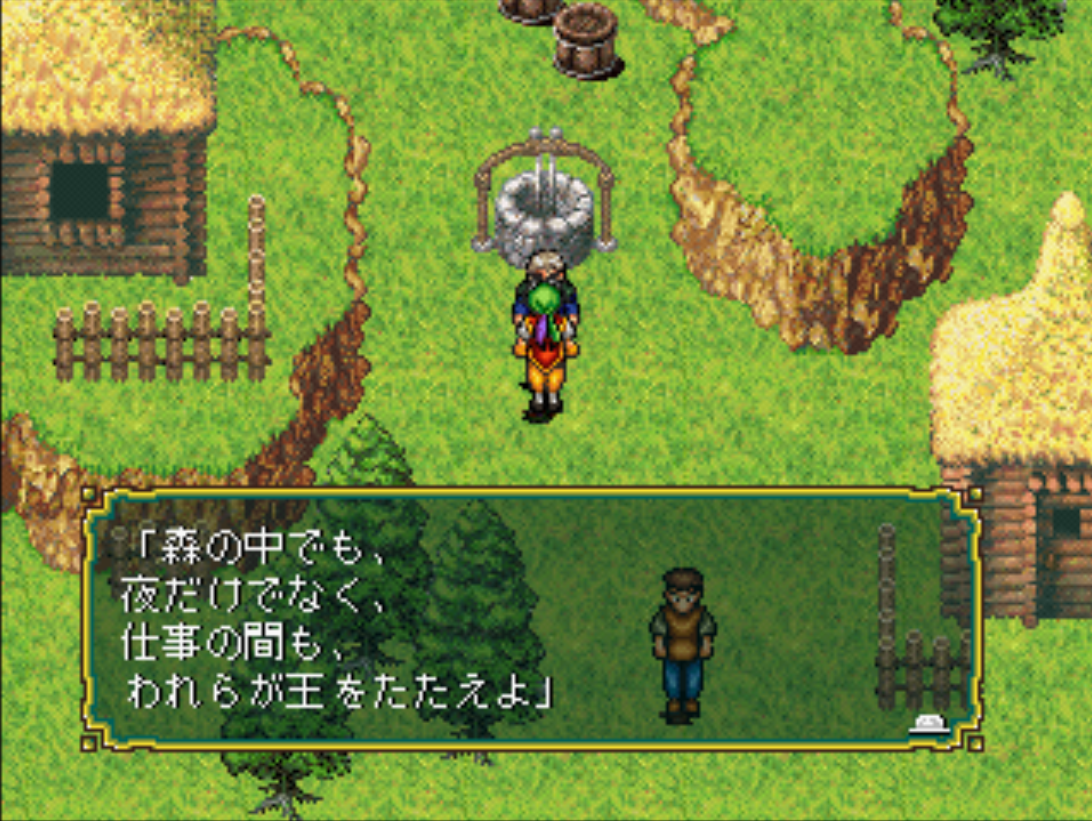 「森の中でも、
夜だけでなく、
仕事の間も、
われらが王をたたえよ」